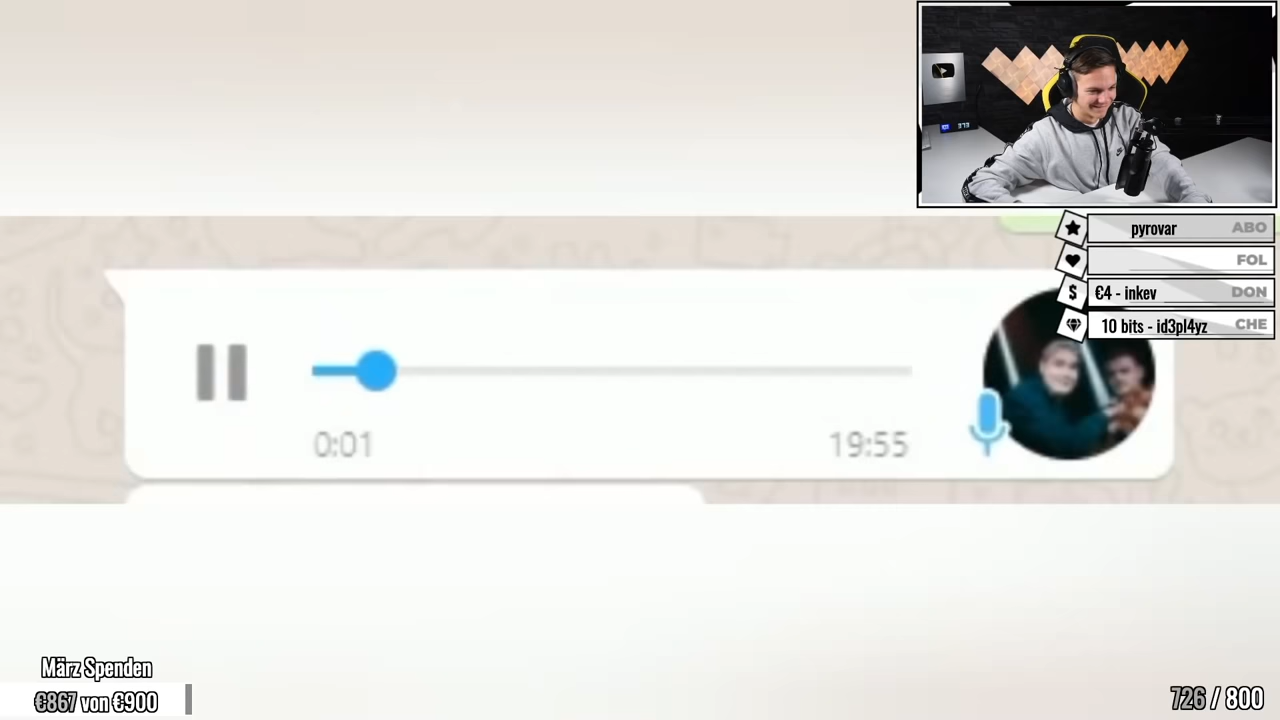 373
pyrovar ABO
FOL
€4 - inkev DON
10 bits - id3pl4yz CHE
0:01 19:55
März Spenden
€867 von €900
726 / 800